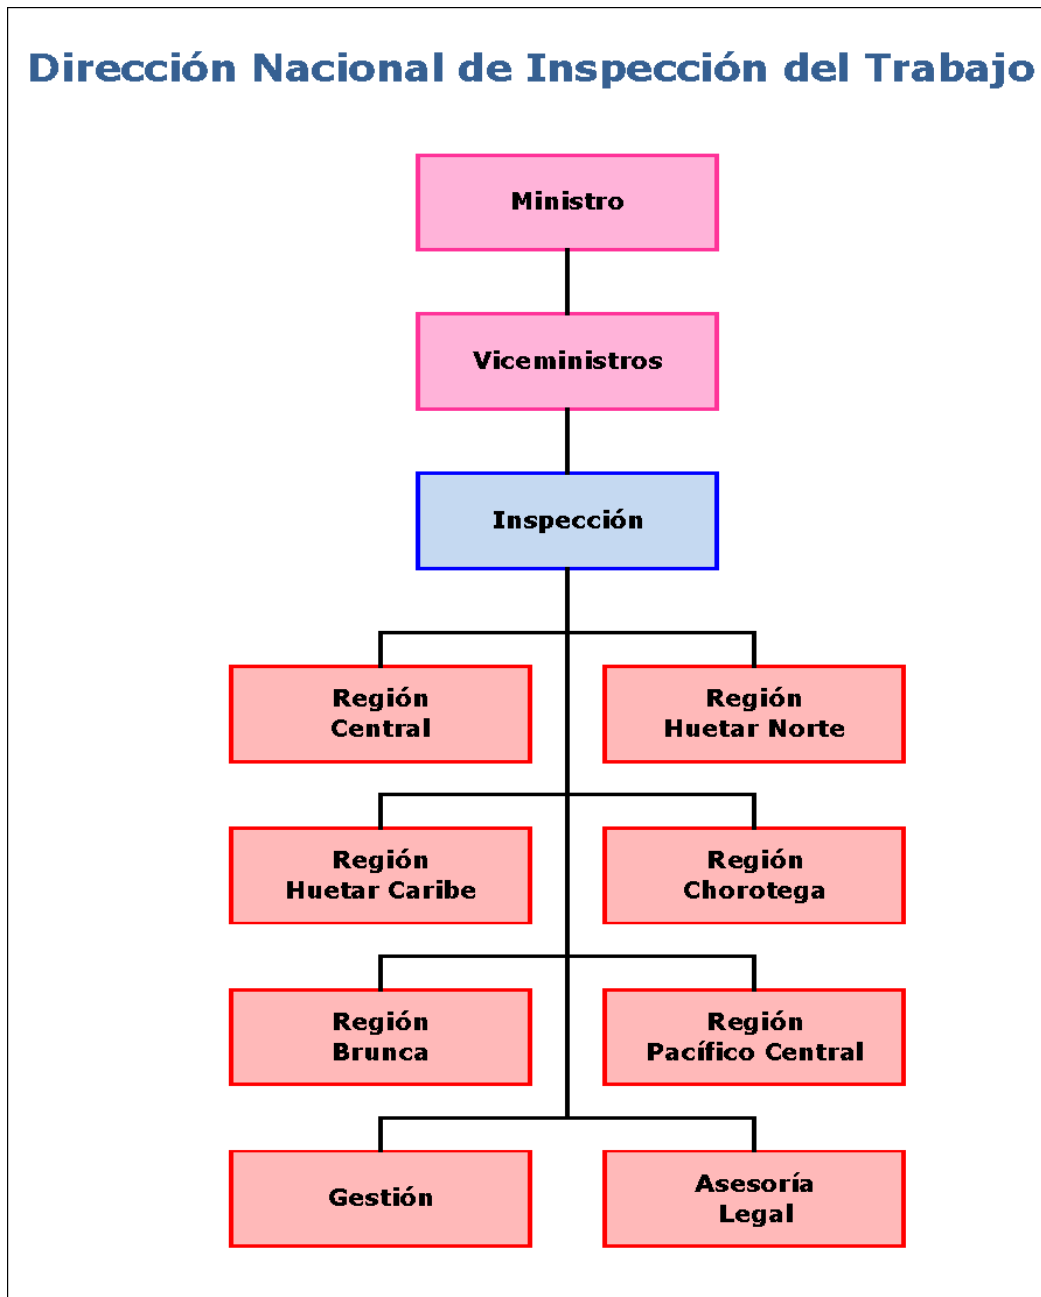 Dirección Nacional de Inspección del Trabajo
Ministro
Viceministros
Inspección
Región
Central
Región
Huetar Norte
Región
Huetar Caribe
Región
Chorotega
Región
Brunca
Región
Pacífico Central
Gestión
Asesoría
Legal